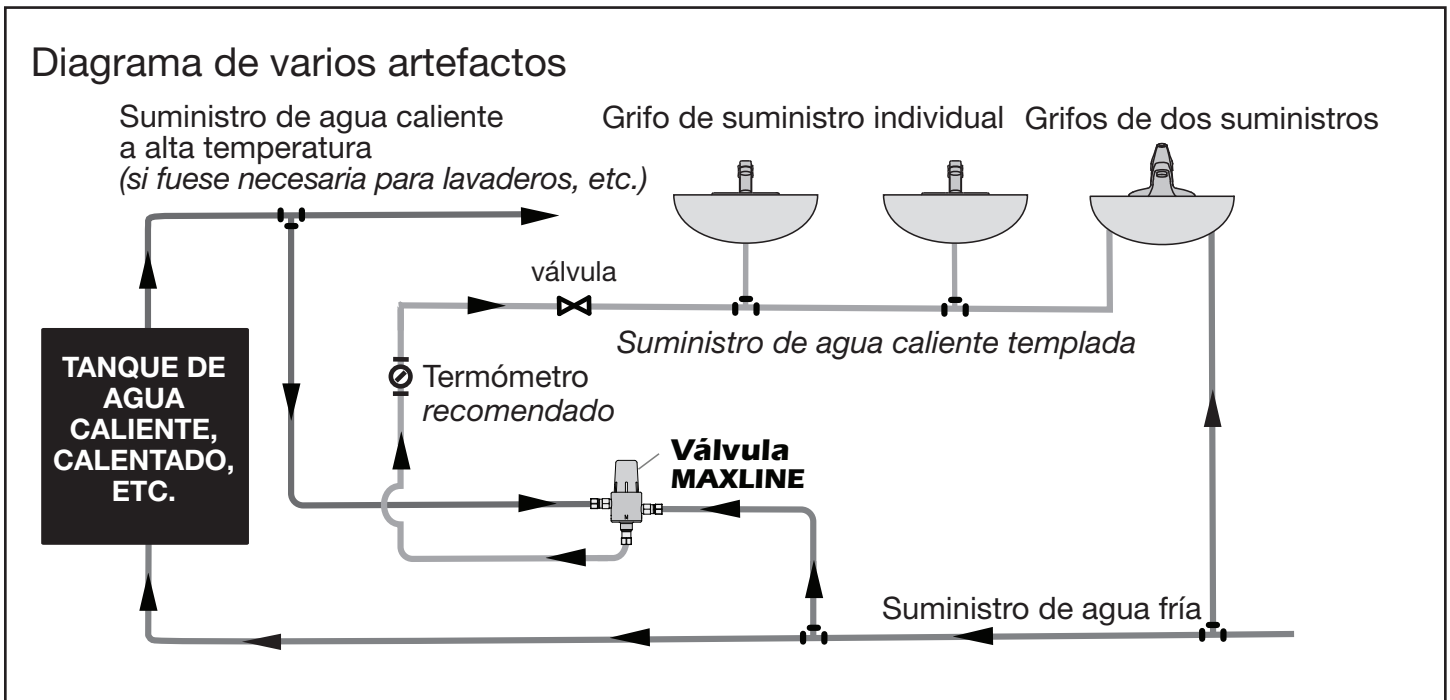 Diagrama de varios artefactos
Suministro de agua caliente
a alta temperatura
(si fuese necesaria para lavaderos, etc.)
Grifo de suministro individual
Grifos de dos suministros
válvula
Suministro de agua caliente templada
TANQUE DE
AGUA
CALIENTE,
CALENTADO,
ETC.
Termómetro
recomendado
Válvula
MAXLINE
M
Suministro de agua fría